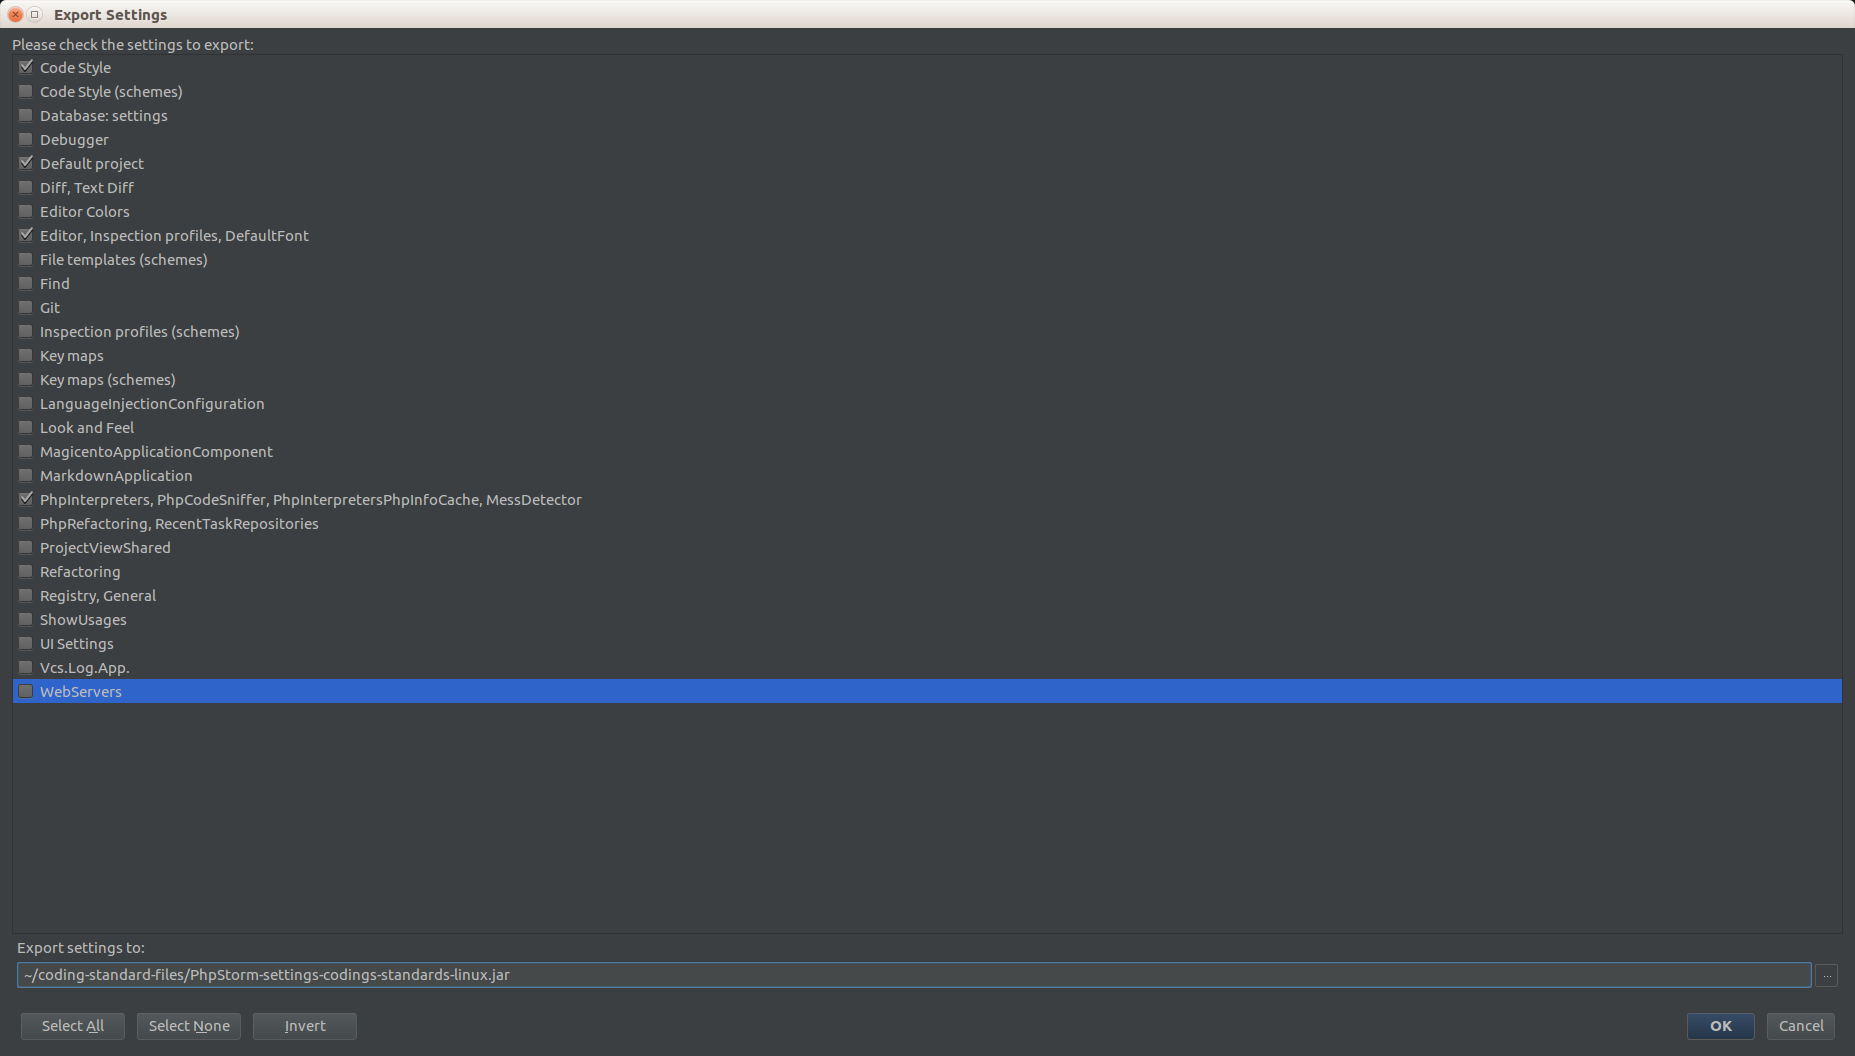 Export Settings
Please check the settings to export:
Code Style
Code Style (schemes)
Database: settings
Debugger
Default project
Diff, Text Diff
Editor Colors
Editor, Inspection profiles, DefaultFont
File templates (schemes)
Find
Git
Inspection profiles (schemes)
Key maps
Key maps (schemes)
LanguageInjectionConfiguration
Look and Feel
MagicentoApplicationComponent
MarkdownApplication
PhpInterpreters, PhpCodeSniffer, PhpInterpretersPhpInfoCache, MessDetector
PhpRefactoring, RecentTaskRepositories
ProjectViewShared
Refactoring
Registry, General
ShowUsages
UI Settings
Vcs.Log.App.
WebServers
Export settings to:
~/coding-standard-files/PhpStorm-settings-codings-standards-linux.jar ...
Select All Select None Invert OK Cancel